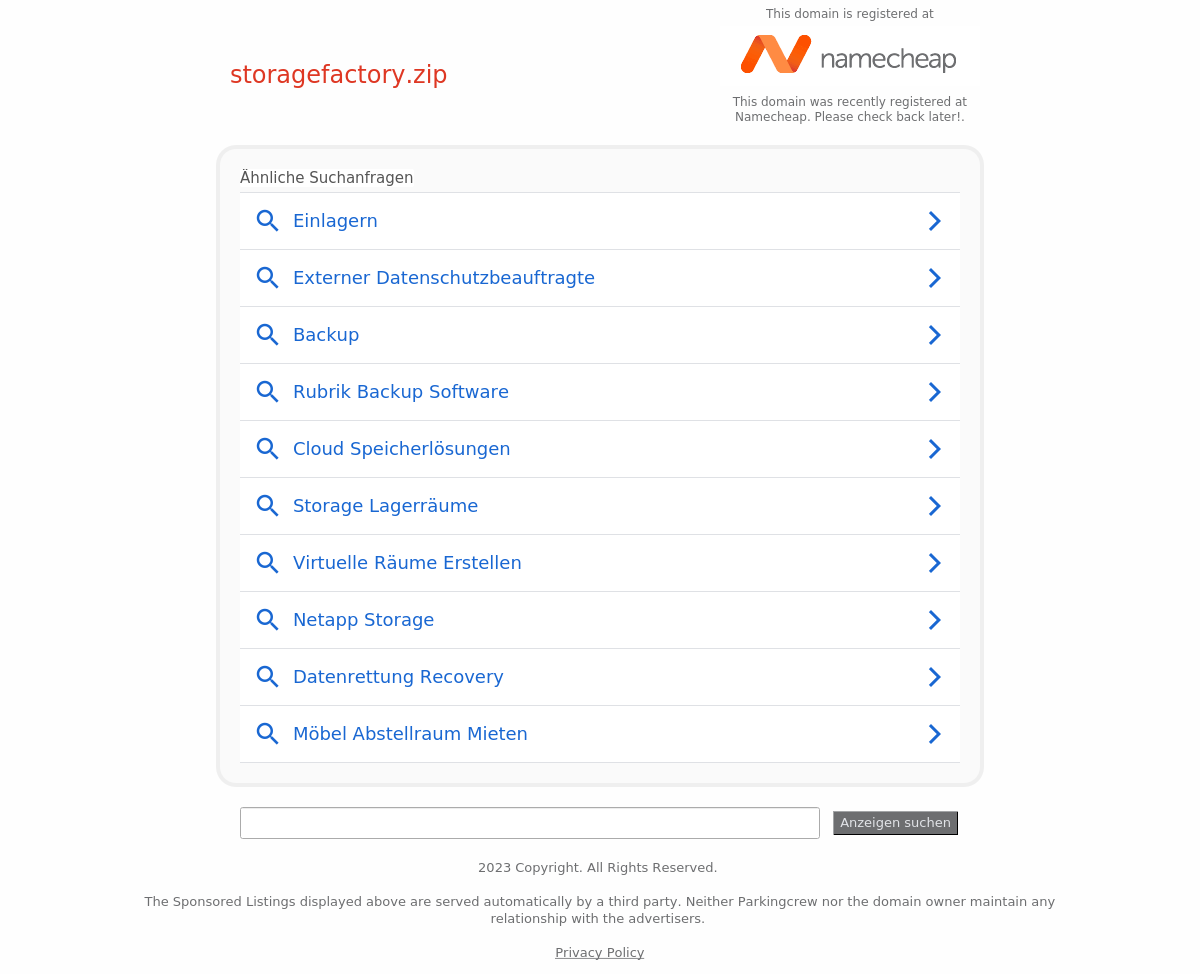 This domain is registered at
namecheap
storagefactory.zip
This domain was recently registered at
Namecheap. Please check back later!.
Ähnliche Suchanfragen
Einlagern
Externer Datenschutzbeauftragte
Backup
Rubrik Backup Software
Cloud Speicherlösungen
Storage Lagerräume
Virtuelle Räume Erstellen
Netapp Storage
Datenrettung Recovery
Möbel Abstellraum Mieten
Anzeigen suchen
2023 Copyright. All Rights Reserved.
The Sponsored Listings displayed above are served automatically by a third party. Neither Parkingcrew nor the domain owner maintain any
relationship with the advertisers.
Privacy Policy